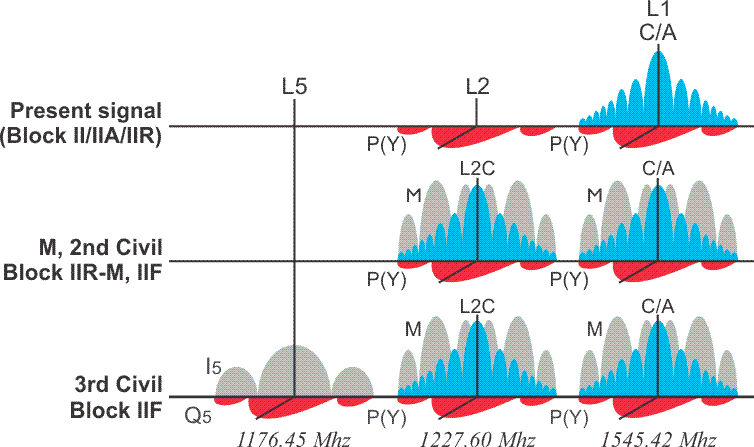 L1
C/A
L5
L2
Present signal
(Block II/IIA/IIR)
P(Y)
P(Y)
L2C
C/A
M
M
M, 2nd Civil
Block IIR-M, IIF
P(Y)
P(Y)
L2C
C/A
M
M
I5
3rd Civil
Block IIF
Q5
P(Y)
P(Y)
1176.45 Mhz
1227.60 Mhz
1545.42 Mhz